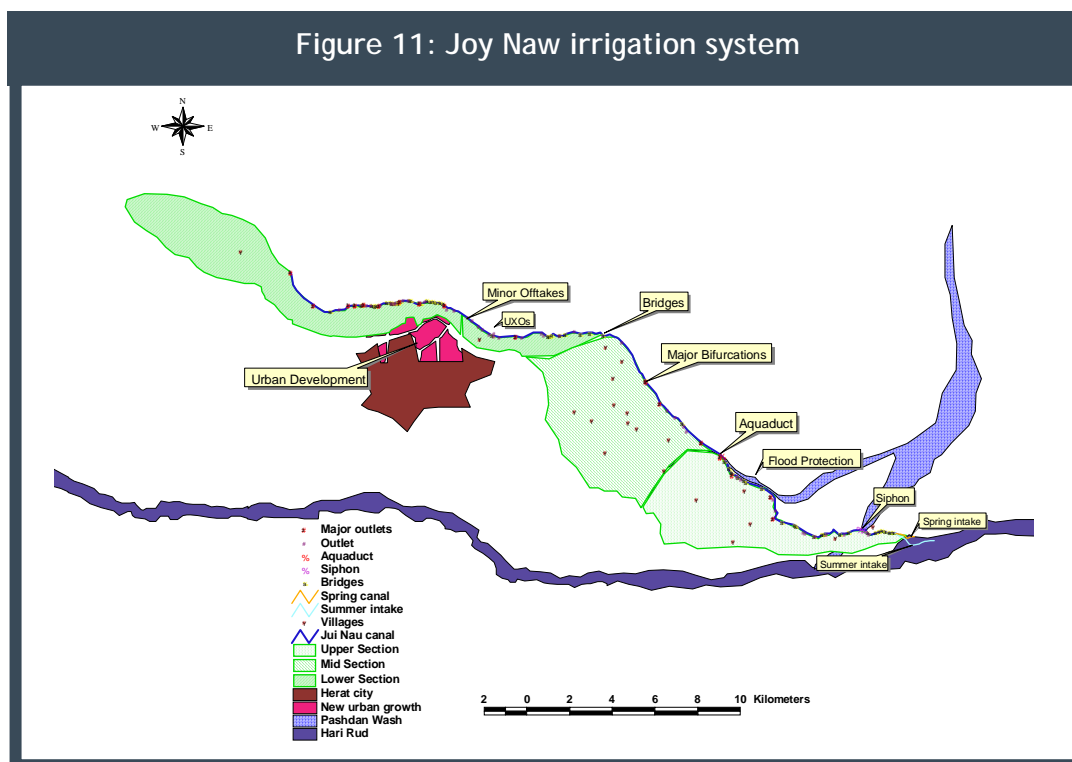 Figure 11: Joy Naw irrigation system
N
W E
S
Minor Offtakes
UXOs
Bridges
Major Bifurcations
Urban Development
Aquaduct
Flood Protection
Siphon
Spring intake
Summer intake
Major outlets
Outlet
Aquaduct
Siphon
Bridges
Spring canal
Summer intake
Villages
Jui Nau canal
Upper Section
Mid Section
Lower Section
Herat city
New urban growth
Pashdan Wash
Hari Rud
2 0 2 4 6 8 10 Kilometers